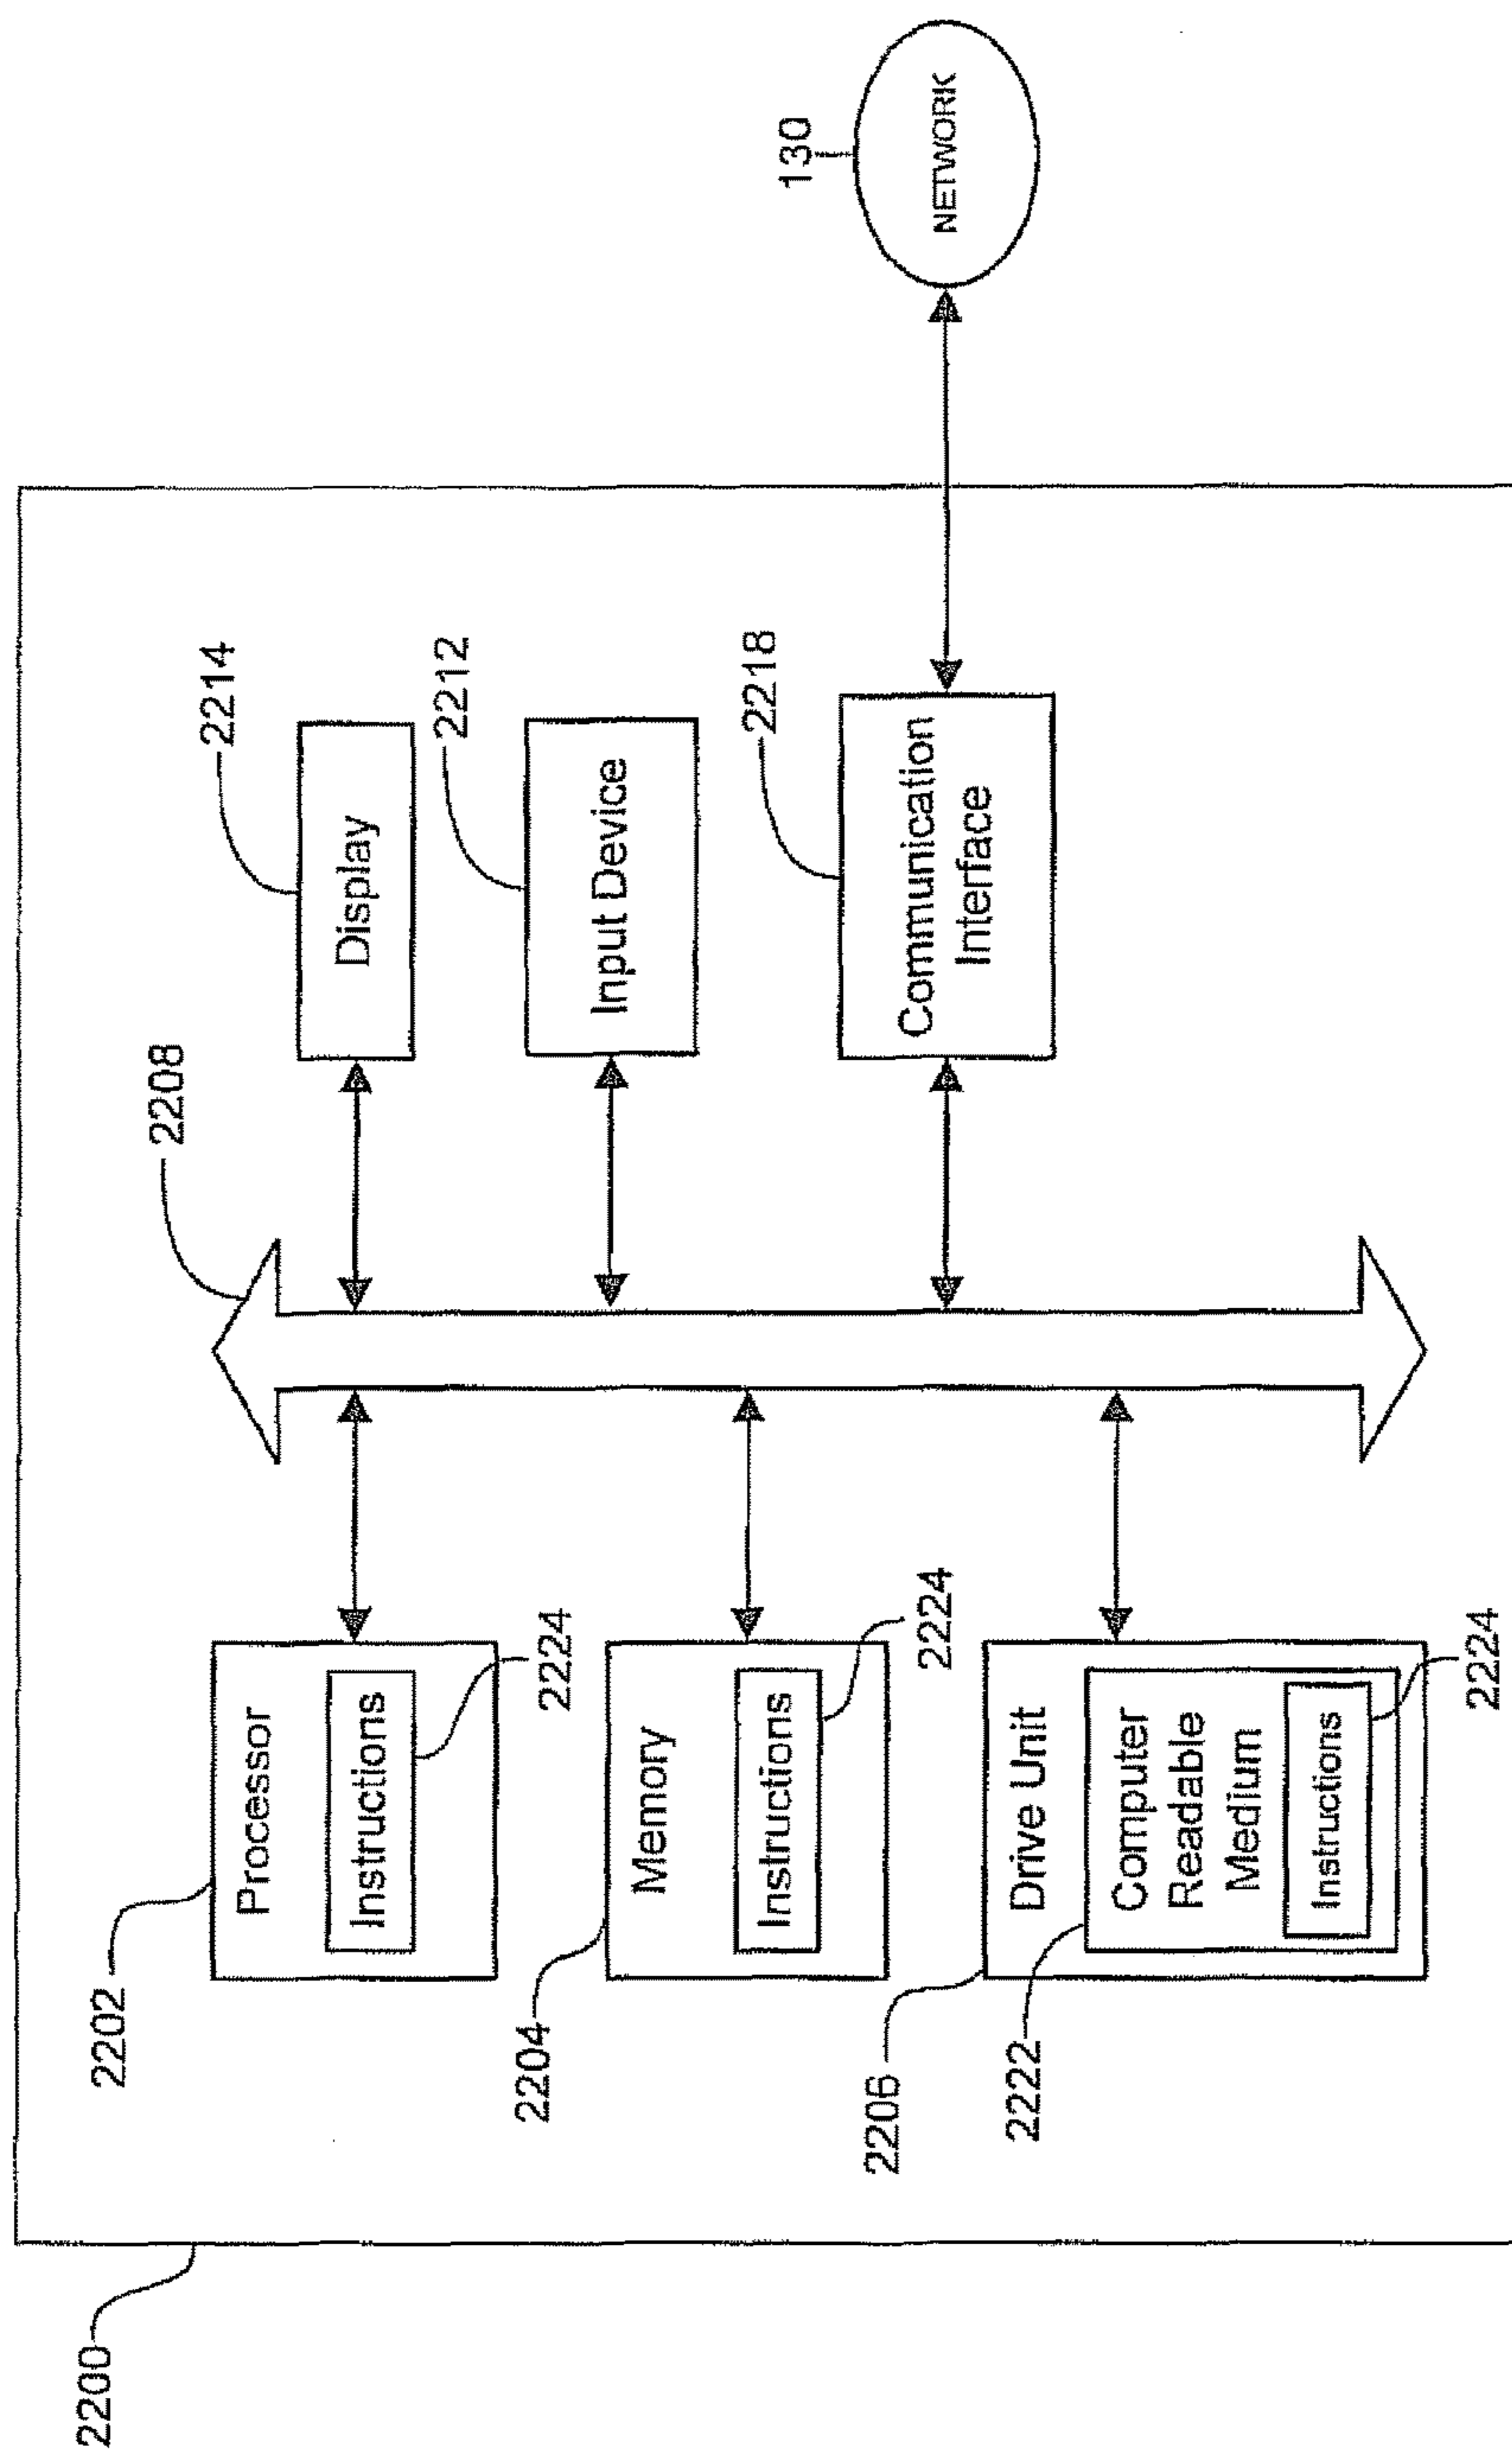 2200
2202
Processor
Instructions
2224
2204
Memory
Instructions
2224
2206
Drive Unit
2222
Computer
Readable
Medium
Instructions
2224
2208
2214
Display
2212
Input Device
2218
Communication
Interface
130
NETWORK